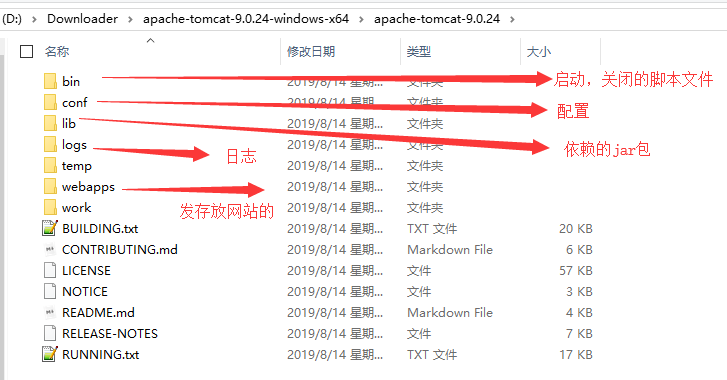 (D:) › Downloader › apache-tomcat-9.0.24-windows-x64 › apache-tomcat-9.0.24 ›
名称 修改日期 类型 大小
bin 2019/8/14 星期... 文件夹 启动，关闭的脚本文件
conf 2019/8/14 星期... 文件夹 配置
lib 2019/8/14 星期... 文件夹
logs 2019/8/14 星期... 文件夹 依赖的jar包
日志
temp 2019/8/14 星期... 文件夹
webapps 2019/8/14 星期... 文件夹
work 2019/8/14 星期... 文件夹
发存放网站的
BUILDING.txt 2019/8/14 星期... TXT 文件 20 KB
CONTRIBUTING.md 2019/8/14 星期... Markdown File 6 KB
LICENSE 2019/8/14 星期... 文件 57 KB
NOTICE 2019/8/14 星期... 文件 3 KB
README.md 2019/8/14 星期... Markdown File 4 KB
RELEASE-NOTES 2019/8/14 星期... 文件 7 KB
RUNNING.txt 2019/8/14 星期... TXT 文件 17 KB